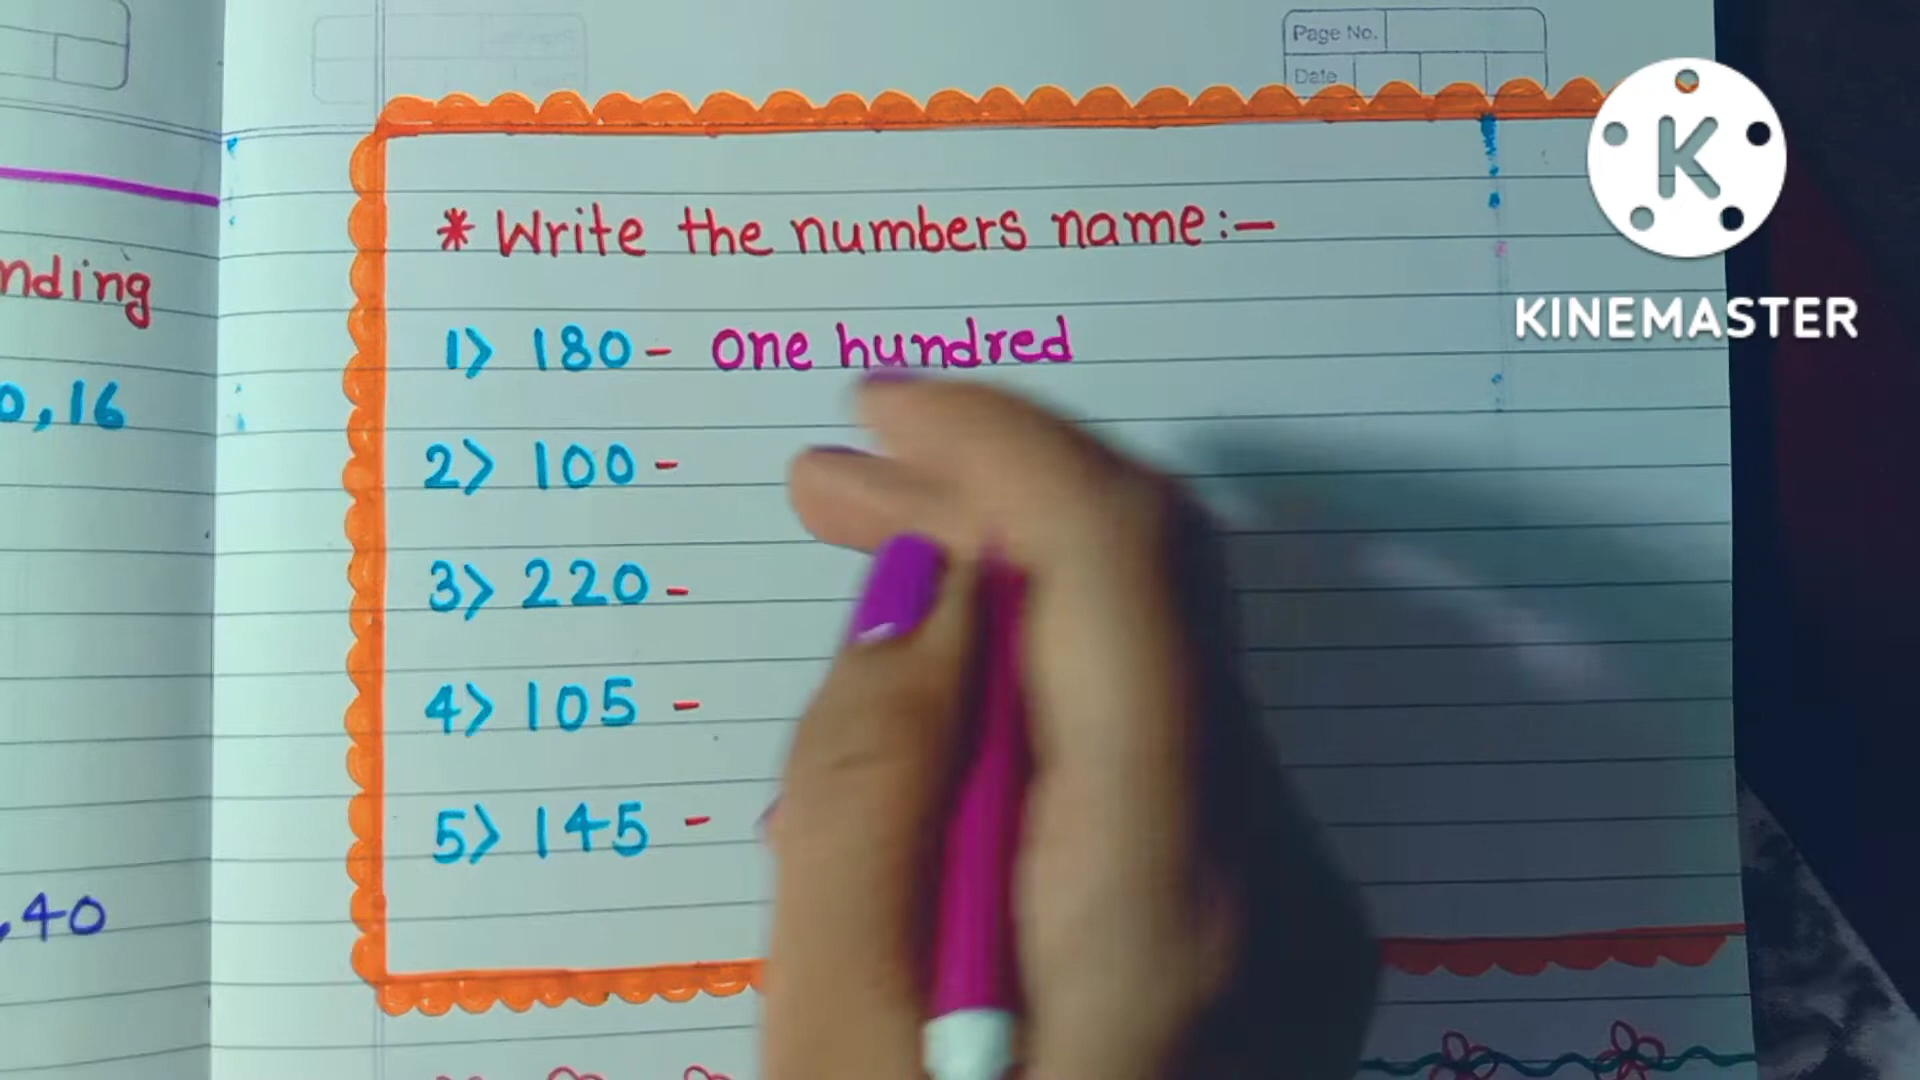 Page No.
Date
nding
0,16
,40
* Write the numbers name:-
1> 180 - one hundred
2> 100 -
3> 220 -
4> 105 -
5> 145 -
K
KINEMASTER